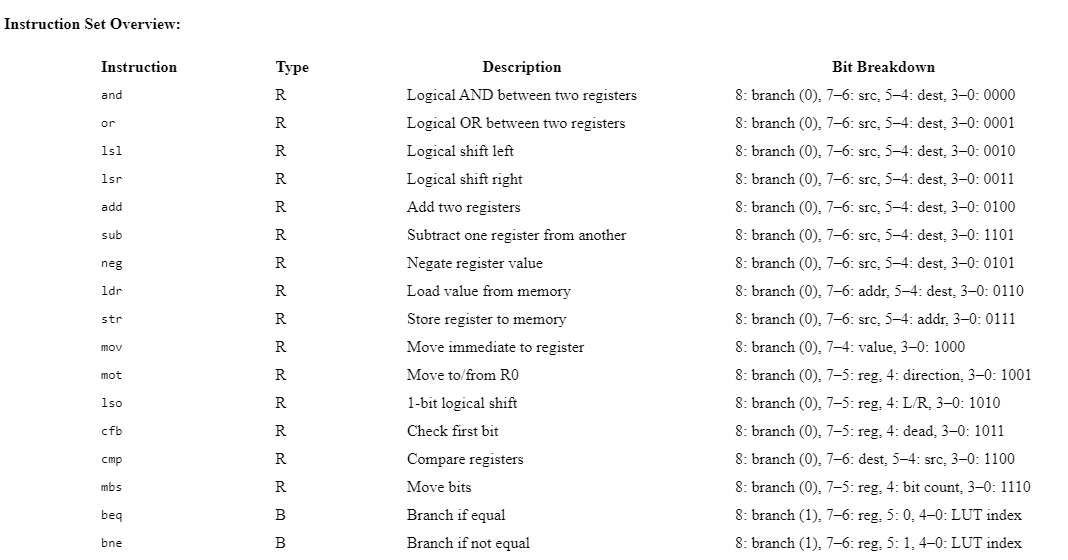 Instruction Set Overview:
Instruction Type Description Bit Breakdown
and R Logical AND between two registers 8: branch (0), 7–6: src, 5–4: dest, 3–0: 0000
or R Logical OR between two registers 8: branch (0), 7–6: src, 5–4: dest, 3–0: 0001
lsl R Logical shift left 8: branch (0), 7–6: src, 5–4: dest, 3–0: 0010
lsr R Logical shift right 8: branch (0), 7–6: src, 5–4: dest, 3–0: 0011
add R Add two registers 8: branch (0), 7–6: src, 5–4: dest, 3–0: 0100
sub R Subtract one register from another 8: branch (0), 7–6: src, 5–4: dest, 3–0: 1101
neg R Negate register value 8: branch (0), 7–6: src, 5–4: dest, 3–0: 0101
ldr R Load value from memory 8: branch (0), 7–6: addr, 5–4: dest, 3–0: 0110
str R Store register to memory 8: branch (0), 7–6: src, 5–4: addr, 3–0: 0111
mov R Move immediate to register 8: branch (0), 7–4: value, 3–0: 1000
mot R Move to/from R0 8: branch (0), 7–5: reg, 4: direction, 3–0: 1001
lso R 1-bit logical shift 8: branch (0), 7–5: reg, 4: L/R, 3–0: 1010
cfb R Check first bit 8: branch (0), 7–5: reg, 4: dead, 3–0: 1011
cmp R Compare registers 8: branch (0), 7–6: dest, 5–4: src, 3–0: 1100
mbs R Move bits 8: branch (0), 7–5: reg, 4: bit count, 3–0: 1110
beq B Branch if equal 8: branch (1), 7–6: reg, 5: 0, 4–0: LUT index
bne B Branch if not equal 8: branch (1), 7–6: reg, 5: 1, 4–0: LUT index